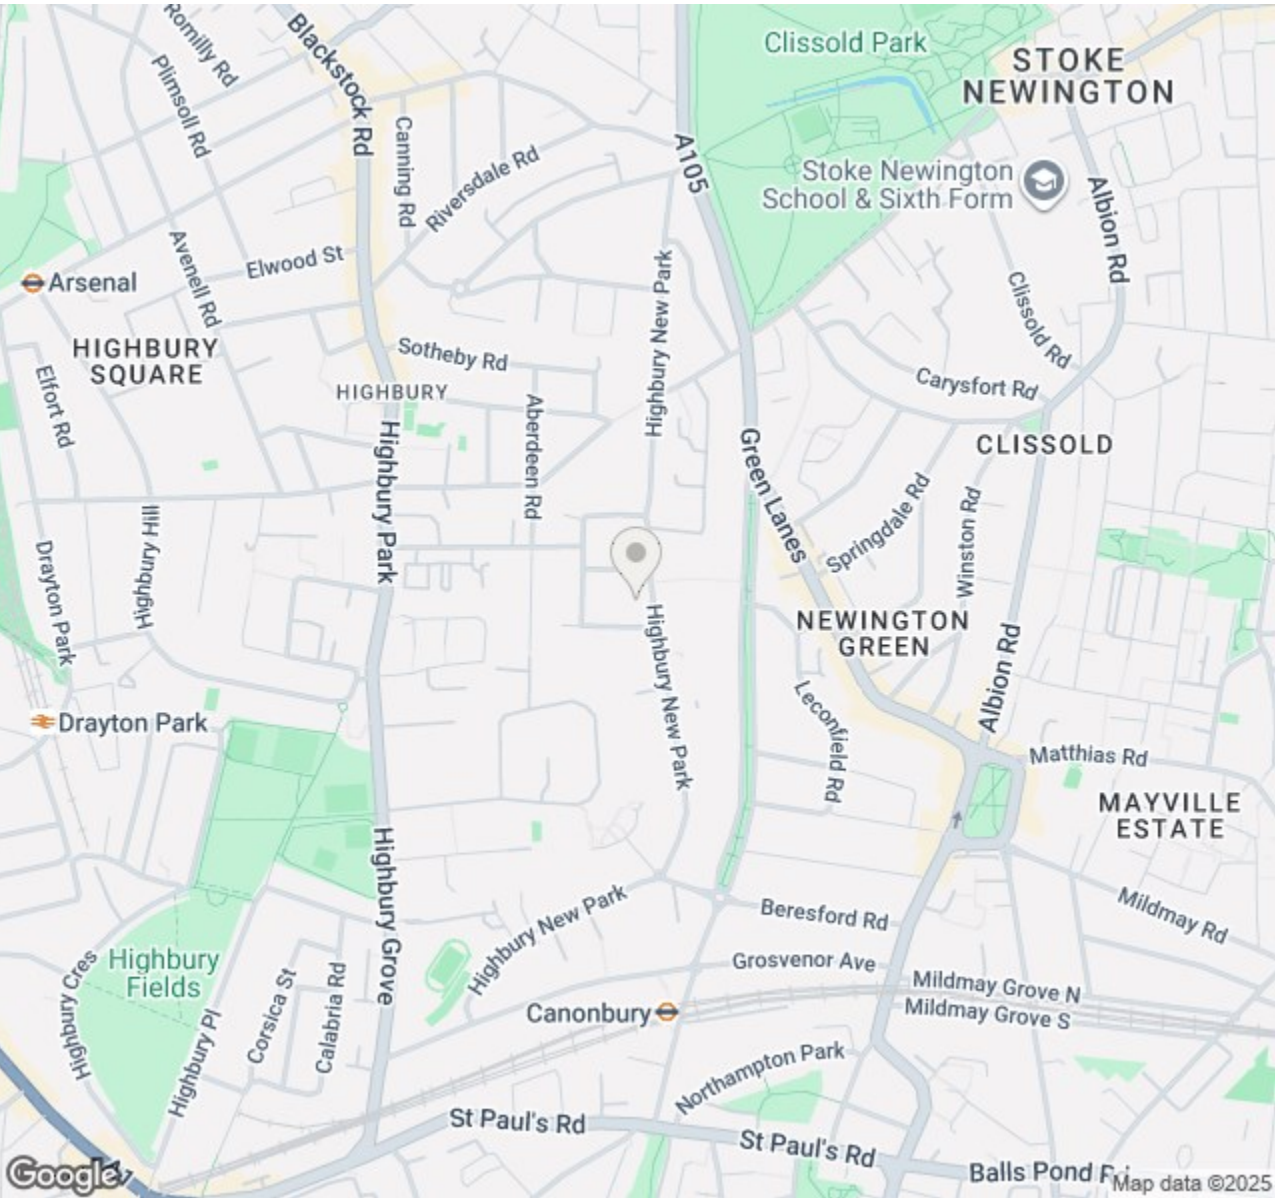 Romilly Rd
Blackstock Rd
Clissold Park
STOKE
NEWINGTON
Plimsoll Rd
Canning Rd
Riversdale Rd
A105
Stoke Newington
School & Sixth Form
Albion Rd
Avenell Rd
Elwood St
Arsenal
Highbury New Park
Clissold Rd
HIGHBURY
SQUARE
Sotheby Rd
HIGHBURY
Carysfort Rd
Elfort Rd
Aberdeen Rd
Highbury Park
Green Lanes
CLISSOLD
Springdale Rd
Winston Rd
Highbury Hill
Drayton Park
NEWINGTON
GREEN
Highbury New Park
Albion Rd
Leconfield Rd
Drayton Park
Matthias Rd
MAYVILLE
ESTATE
Highbury Grove
Highbury New Park
Beresford Rd
Mildmay Rd
Highbury
Fields
Highbury Cres
Corsica St
Calabria Rd
Grosvenor Ave
Mildmay Grove N
Mildmay Grove S
Canonbury
Highbury Pl
Northampton Park
St Paul's Rd
St Paul's Rd
Balls Pond
Google
Map data ©2025